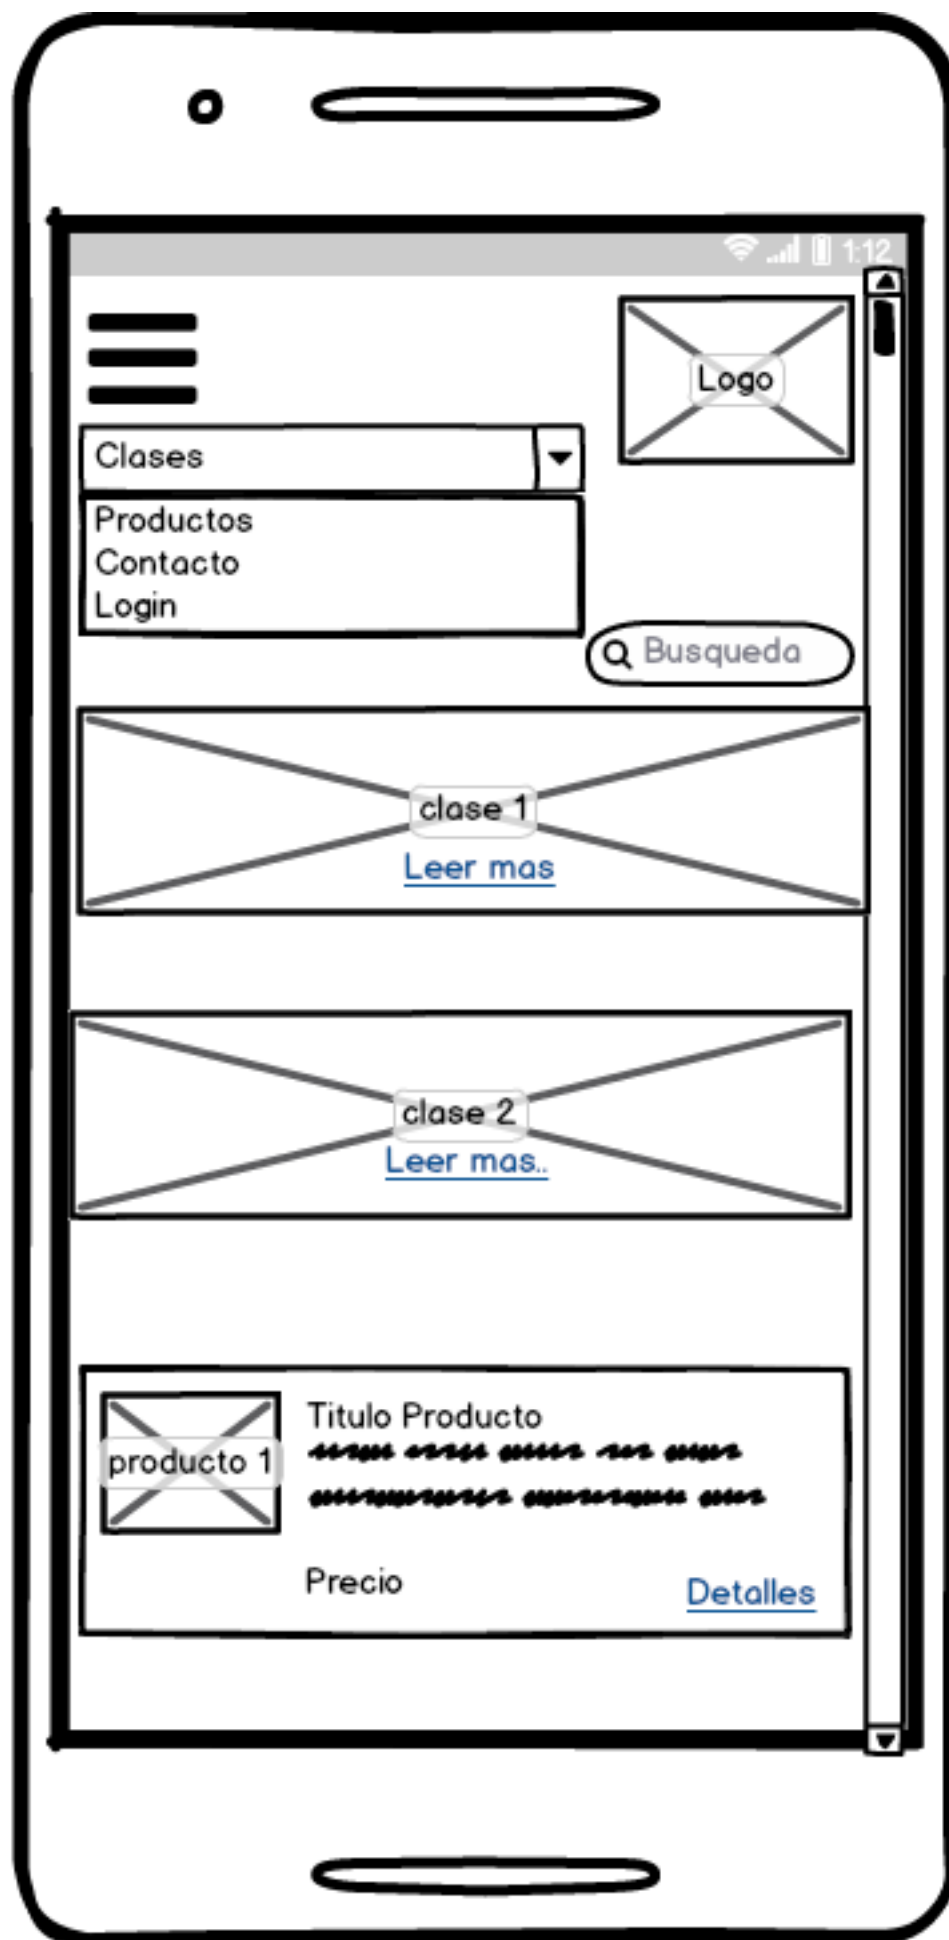 1:12
Logo
Clases
Productos
Contacto
Login
Busqueda
clase 1
Leer mas
clase 2
Leer mas..
producto 1
Titulo Producto
Precio
Detalles